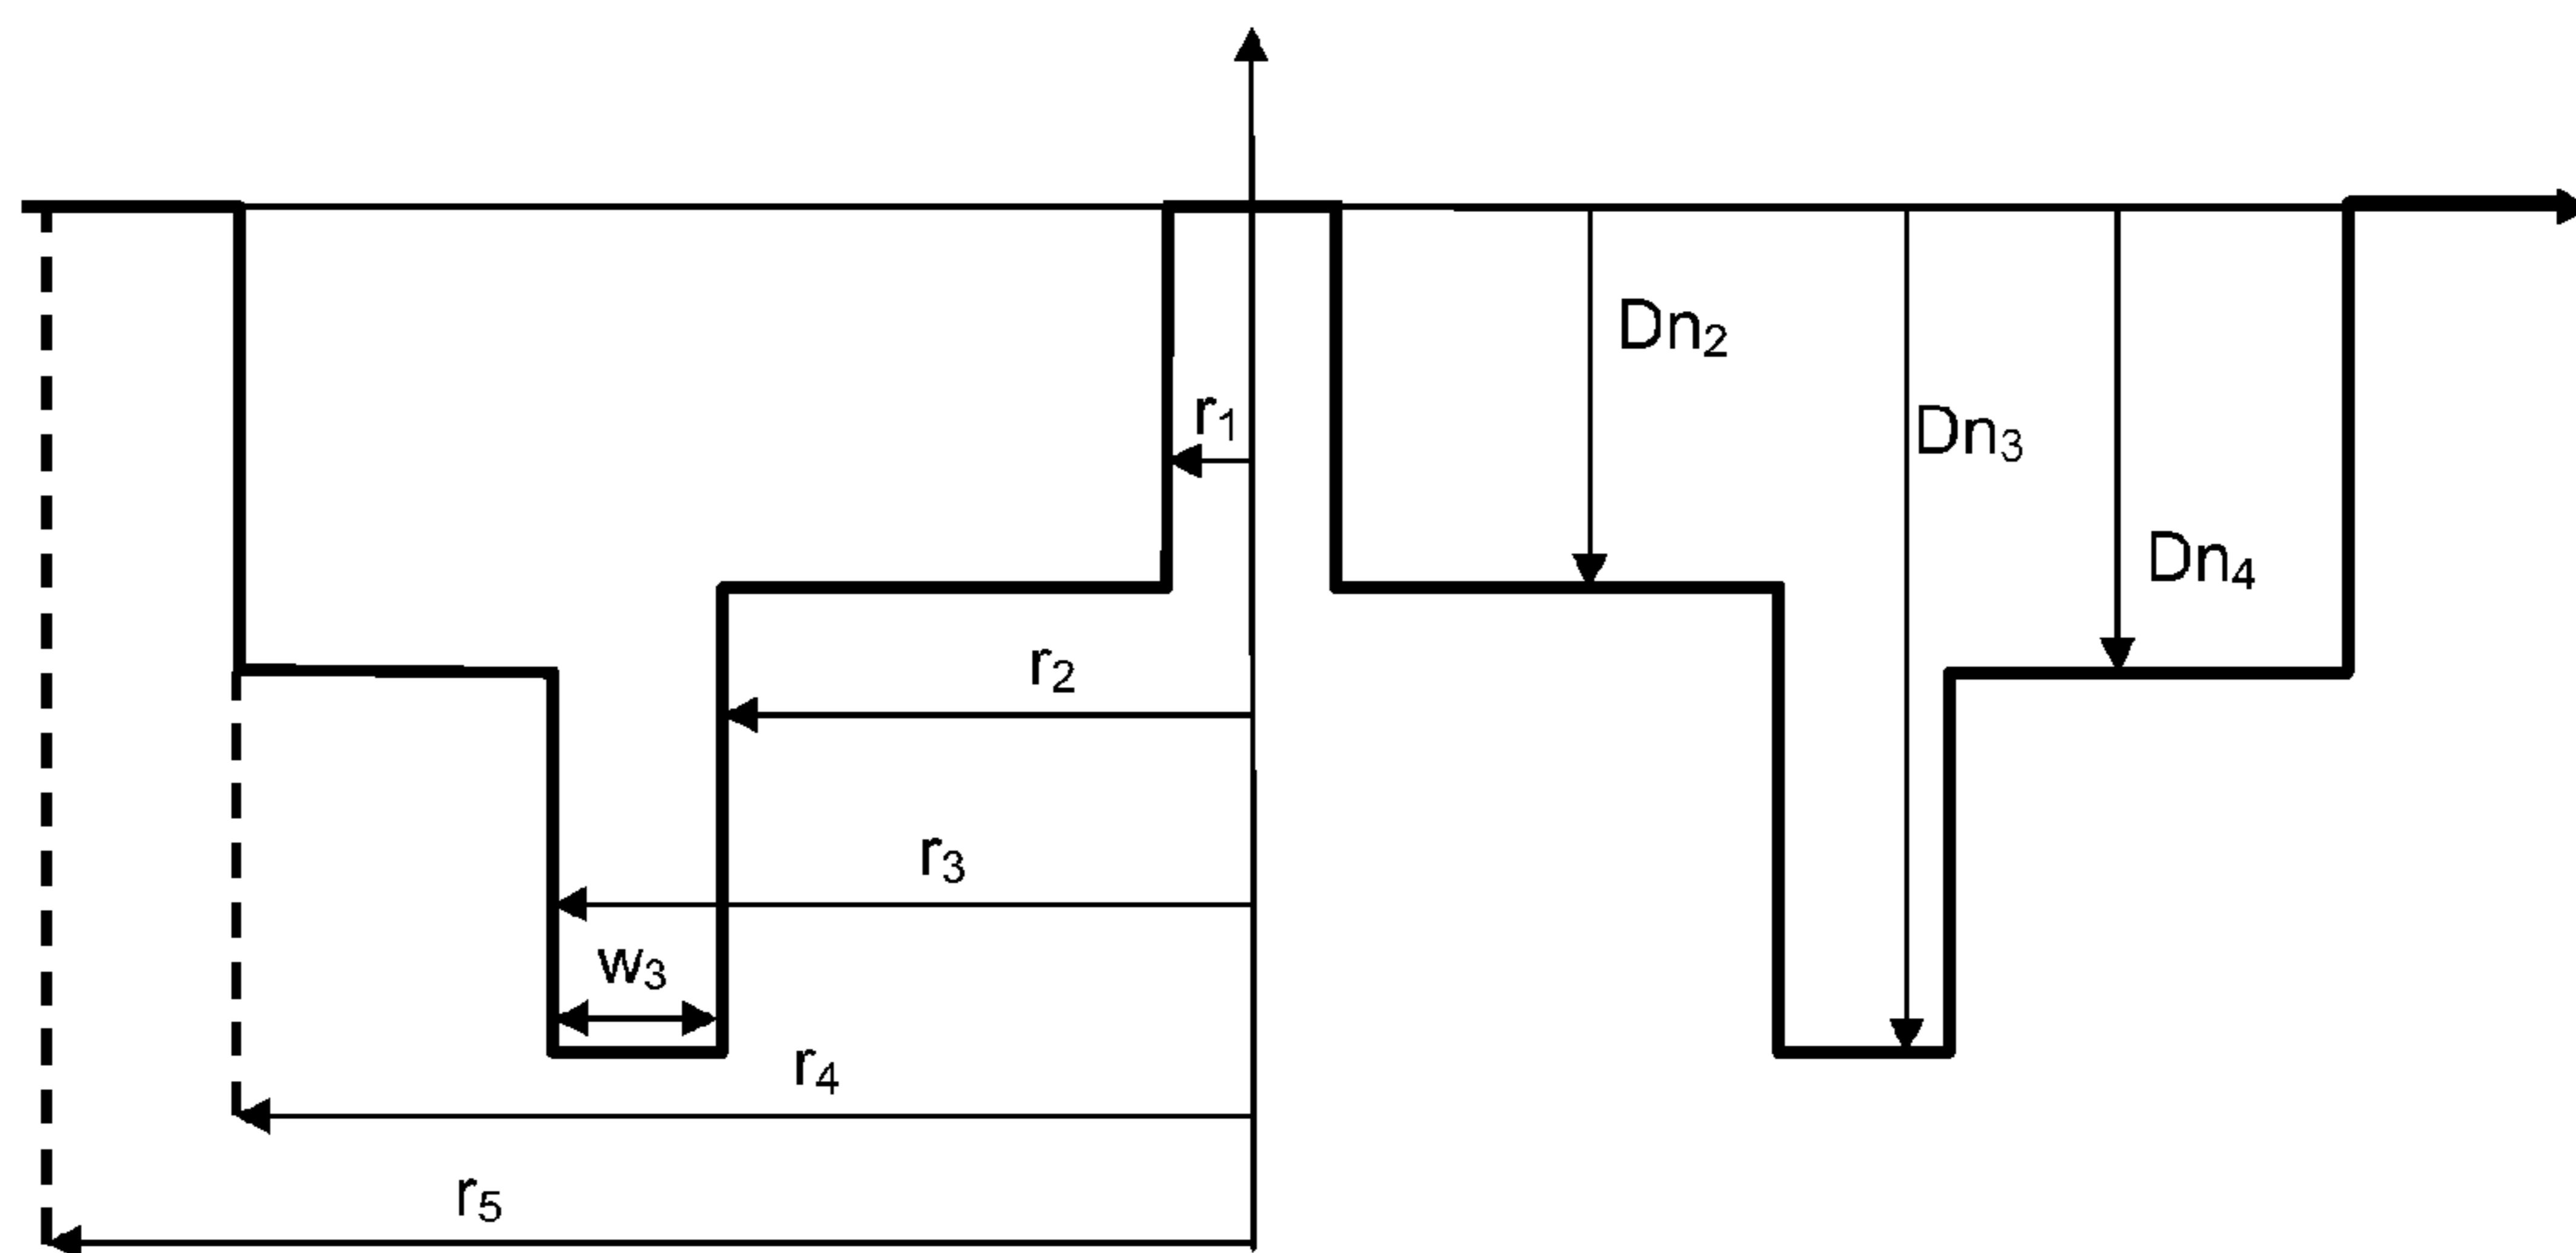 Dn₂
r₁
Dn₃
Dn₄
r₂
r₃
w₃
r₄
r₅